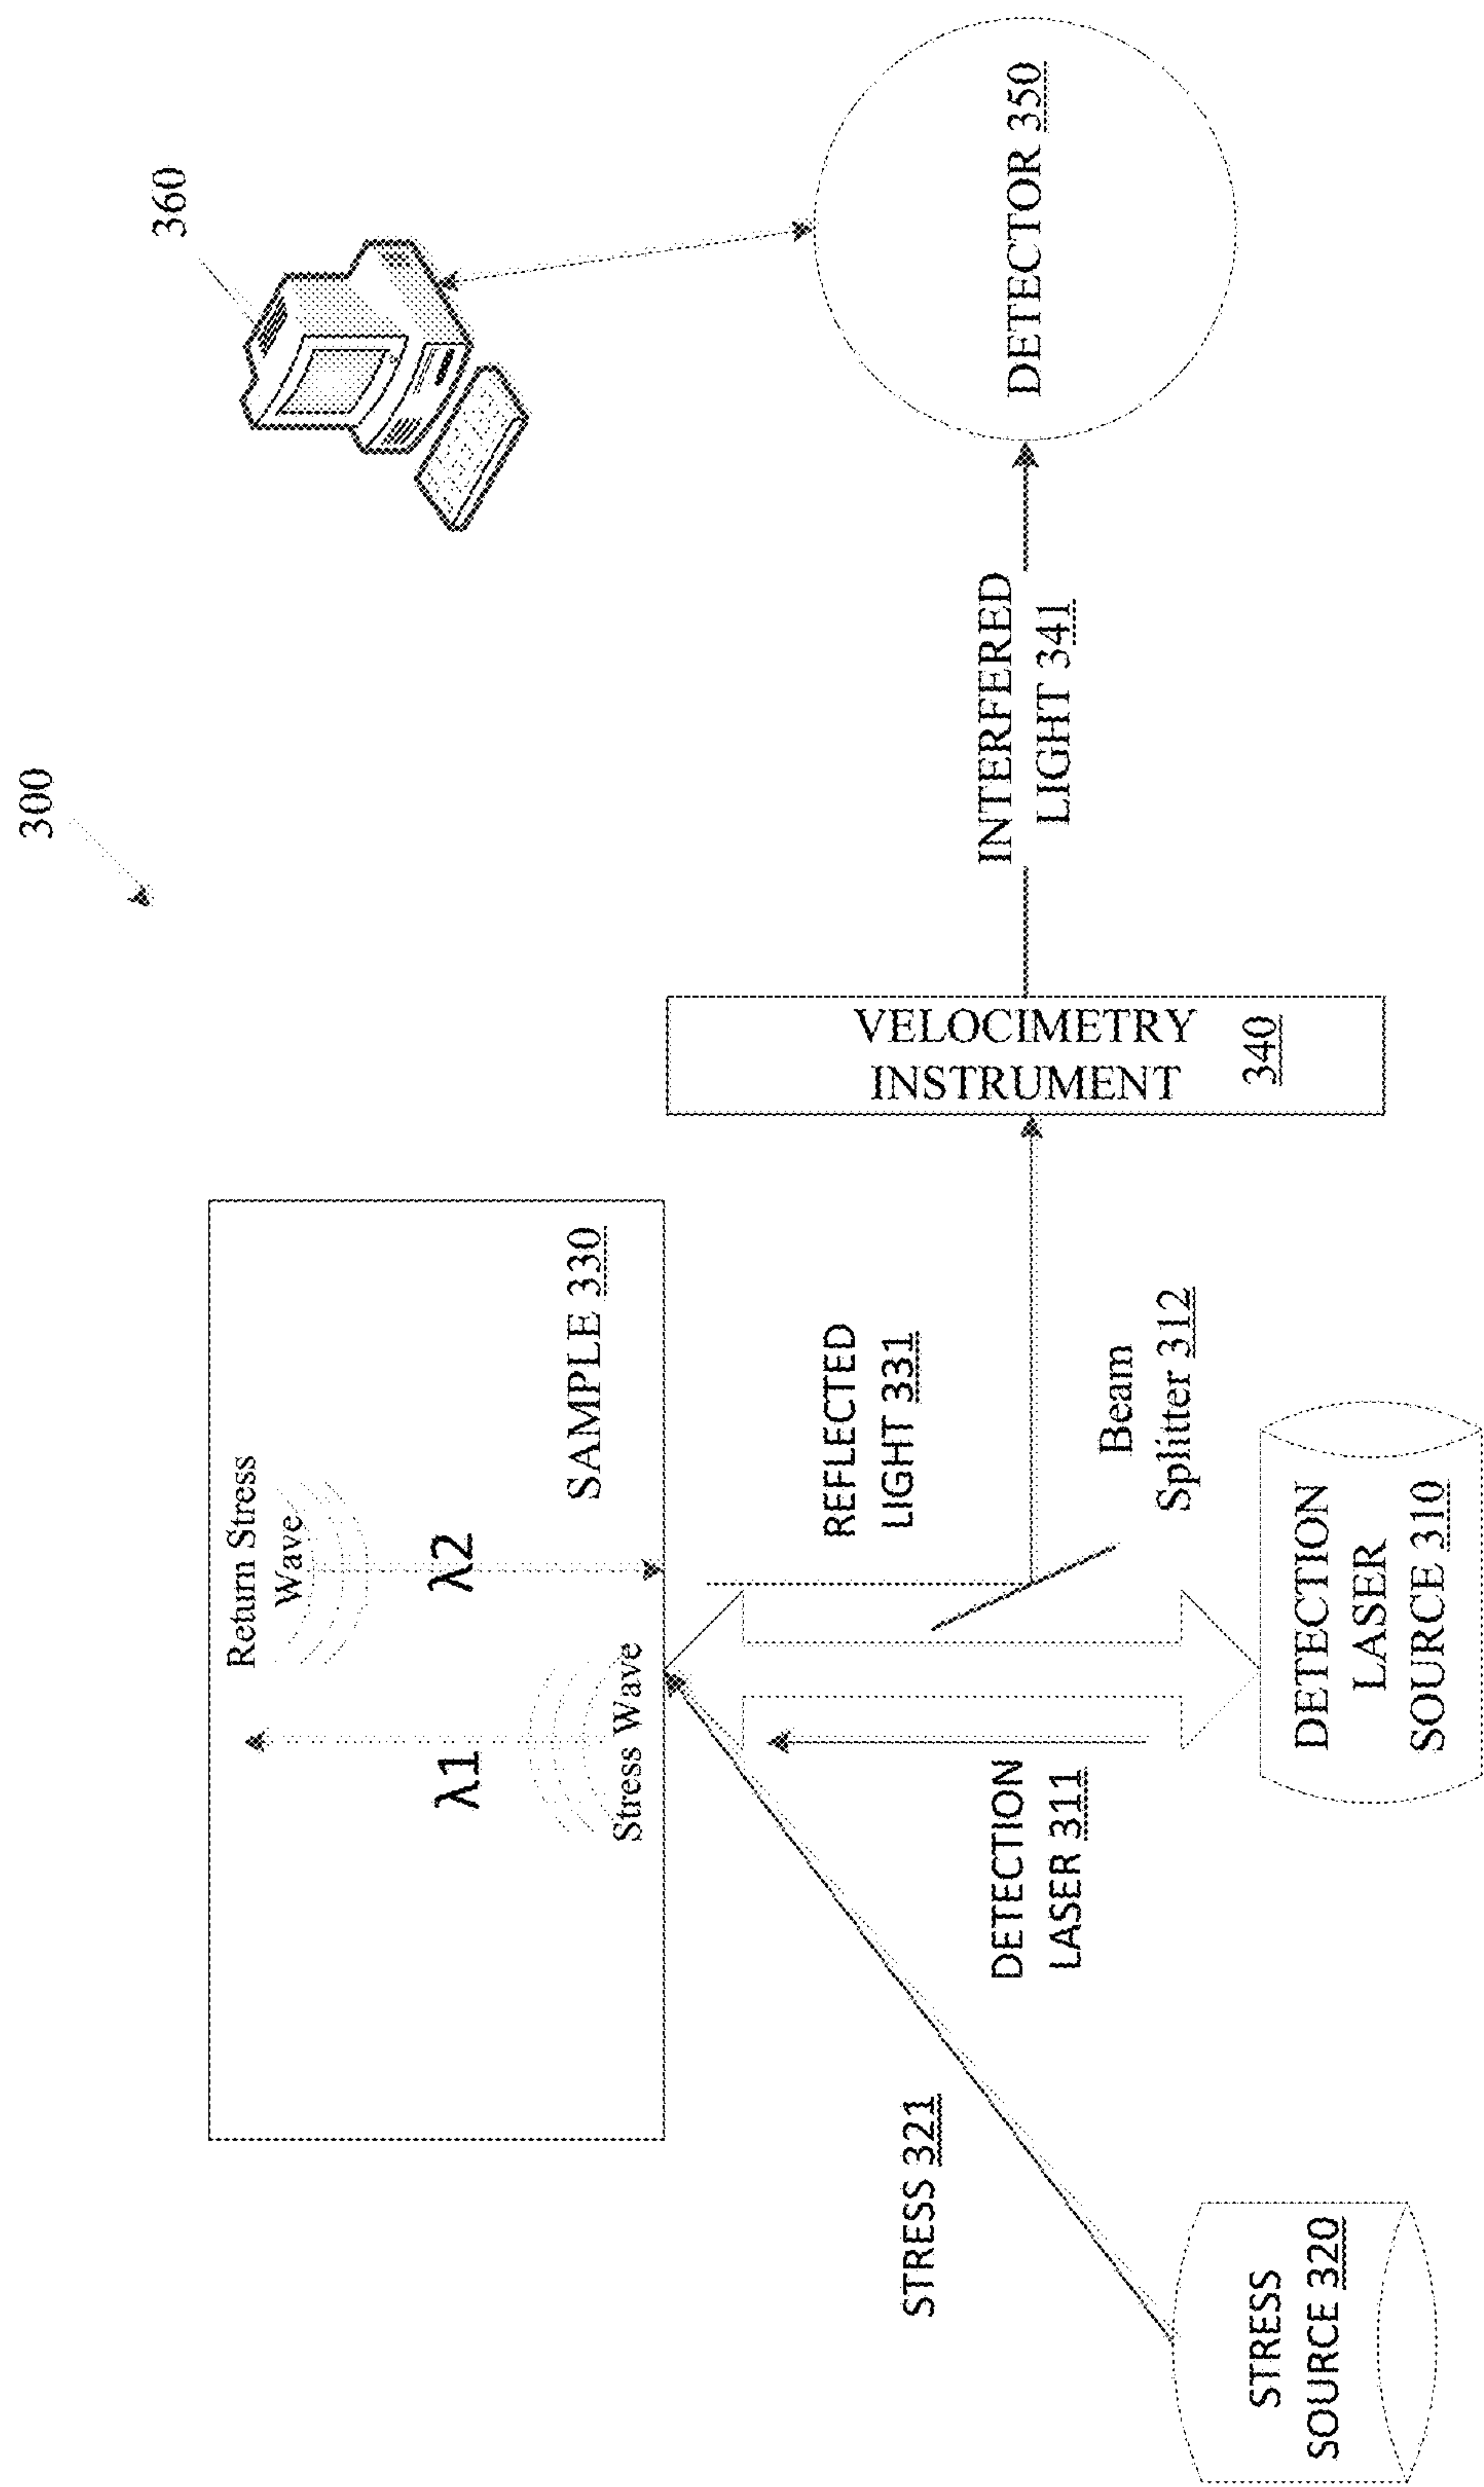 300
360
Return Stress
Wave
λ1
λ2
Stress Wave
SAMPLE 330
STRESS 321
DETECTION
LASER 311
REFLECTED
LIGHT 331
Beam
Splitter 312
VELOCIMETRY
INSTRUMENT
340
INTERFERED
LIGHT 341
DETECTOR 350
STRESS
SOURCE 320
DETECTION
LASER
SOURCE 310